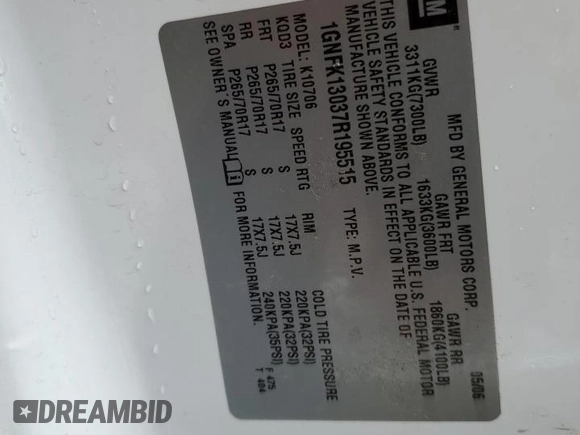 GM
MFD BY GENERAL MOTORS CORP. 05/06
GVWR GAWR FRT GAWR RR
3311KG(7300LB) 1633KG(3600LB) 1860KG(4100LB)
THIS VEHICLE CONFORMS TO ALL APPLICABLE U.S. FEDERAL MOTOR
VEHICLE SAFETY STANDARDS IN EFFECT ON THE DATE OF
MANUFACTURE SHOWN ABOVE.
1GNFK13037R195515 TYPE: M.P.V.
MODEL: K10706
KQD3 TIRE SIZE SPEED RTG RIM COLD TIRE PRESSURE
FRT P265/70R17 S 17X7.5J 220KPA(32PSI)
RR P265/70R17 S 17X7.5J 220KPA(32PSI)
SPA P265/70R17 S 17X7.5J 240KPA(35PSI)
SEE OWNER'S MANUAL FOR MORE INFORMATION.
F 475
T 484
DREAMBID